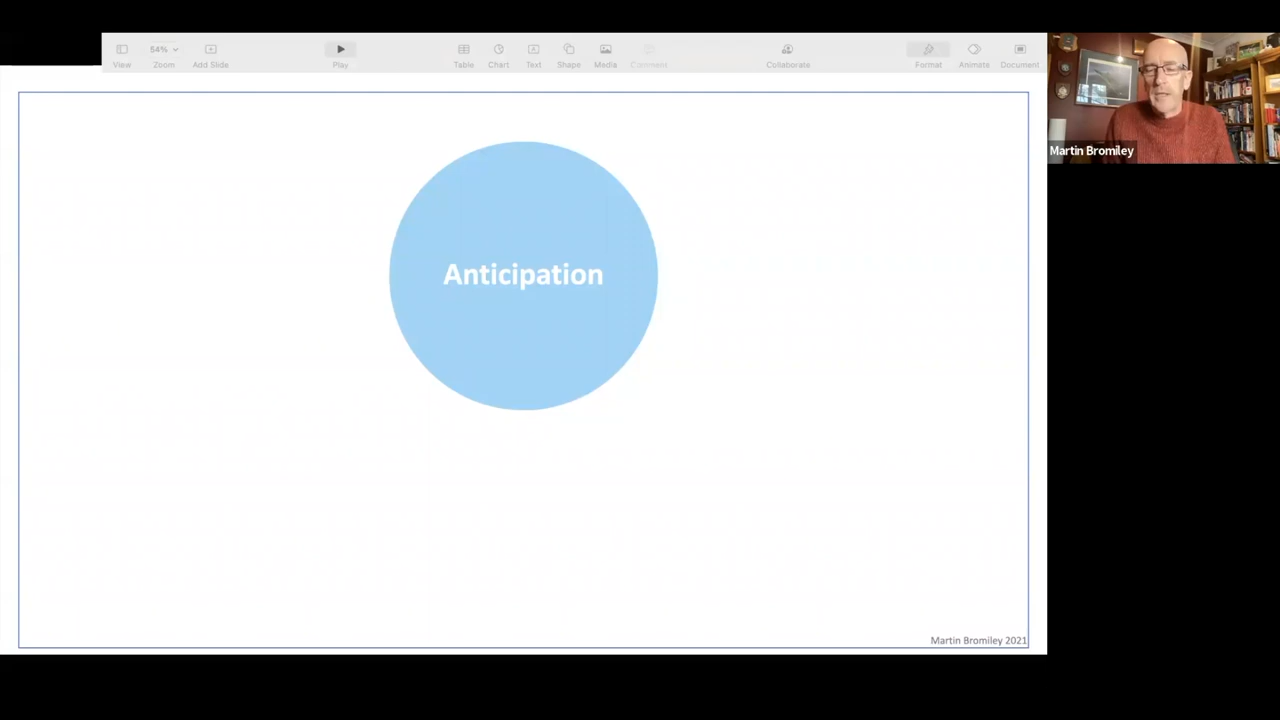 View
54%
Zoom
Add Slide
Play
Table
Chart
Text
Shape
Media
Comment
Collaborate
Format
Animate
Document
Martin Bromiley
Anticipation
Martin Bromiley 2021